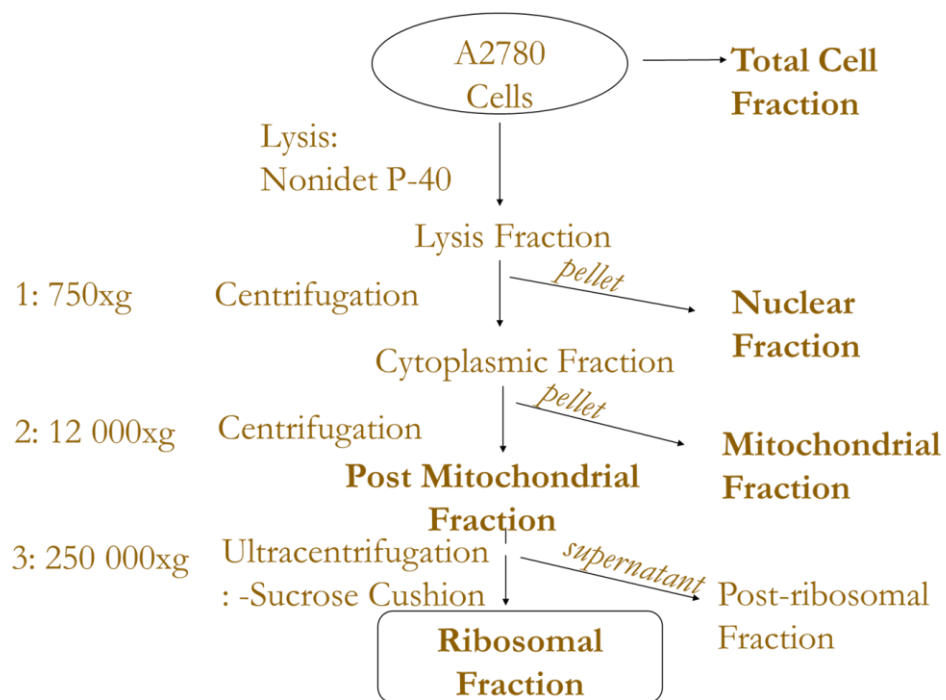 A2780
Cells
Total Cell
Fraction
Lysis:
Nonidet P-40
Lysis Fraction
pellet
1: 750xg
Centrifugation
Nuclear
Fraction
Cytoplasmic Fraction
pellet
2: 12 000xg
Centrifugation
Mitochondrial
Fraction
Post Mitochondrial
Fraction
3: 250 000xg
Ultracentrifugation
: -Sucrose Cushion
supernatant
Post-ribosomal
Fraction
Ribosomal
Fraction